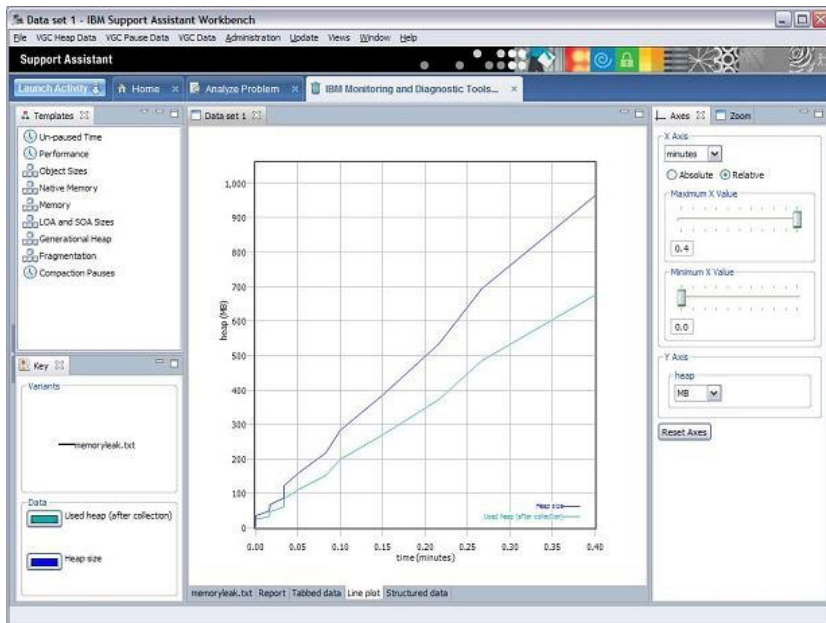 Data set 1 - IBM Support Assistant Workbench
File VGC Heap Data VGC Pause Data VGC Data Administration Update Views Window Help
Support Assistant
Launch Activity Home Analyze Problem IBM Monitoring and Diagnostic Tools...
Templates
Un-paused Time
Performance
Object Sizes
Native Memory
Memory
LOA and SOA Sizes
Generational Heap
Fragmentation
Compaction Pauses
Key
Variants
memoryleak.txt
Data
Used heap (after collection)
Heap size
Data set 1
heap (MB)
1,000
900
800
700
600
500
400
300
200
100
0
Heap size
Used heap (after collection)
0.00 0.05 0.10 0.15 0.20 0.25 0.30 0.35 0.40
time (minutes)
memoryleak.txt Report Tabbed data Line plot Structured data
Axes Zoom
X Axis
minutes
Absolute Relative
Maximum X Value
0.4
Minimum X Value
0.0
Y Axis
heap
MB
Reset Axes